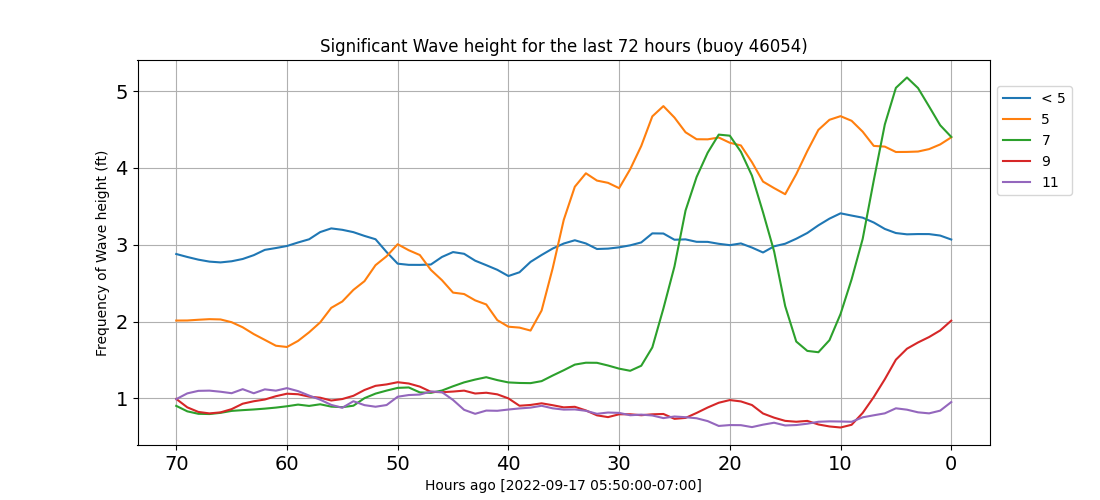 Significant Wave height for the last 72 hours (buoy 46054)
Frequency of Wave height (ft)
5
4
3
2
1
70 60 50 40 30 20 10 0
Hours ago [2022-09-17 05:50:00-07:00]
< 5
5
7
9
11